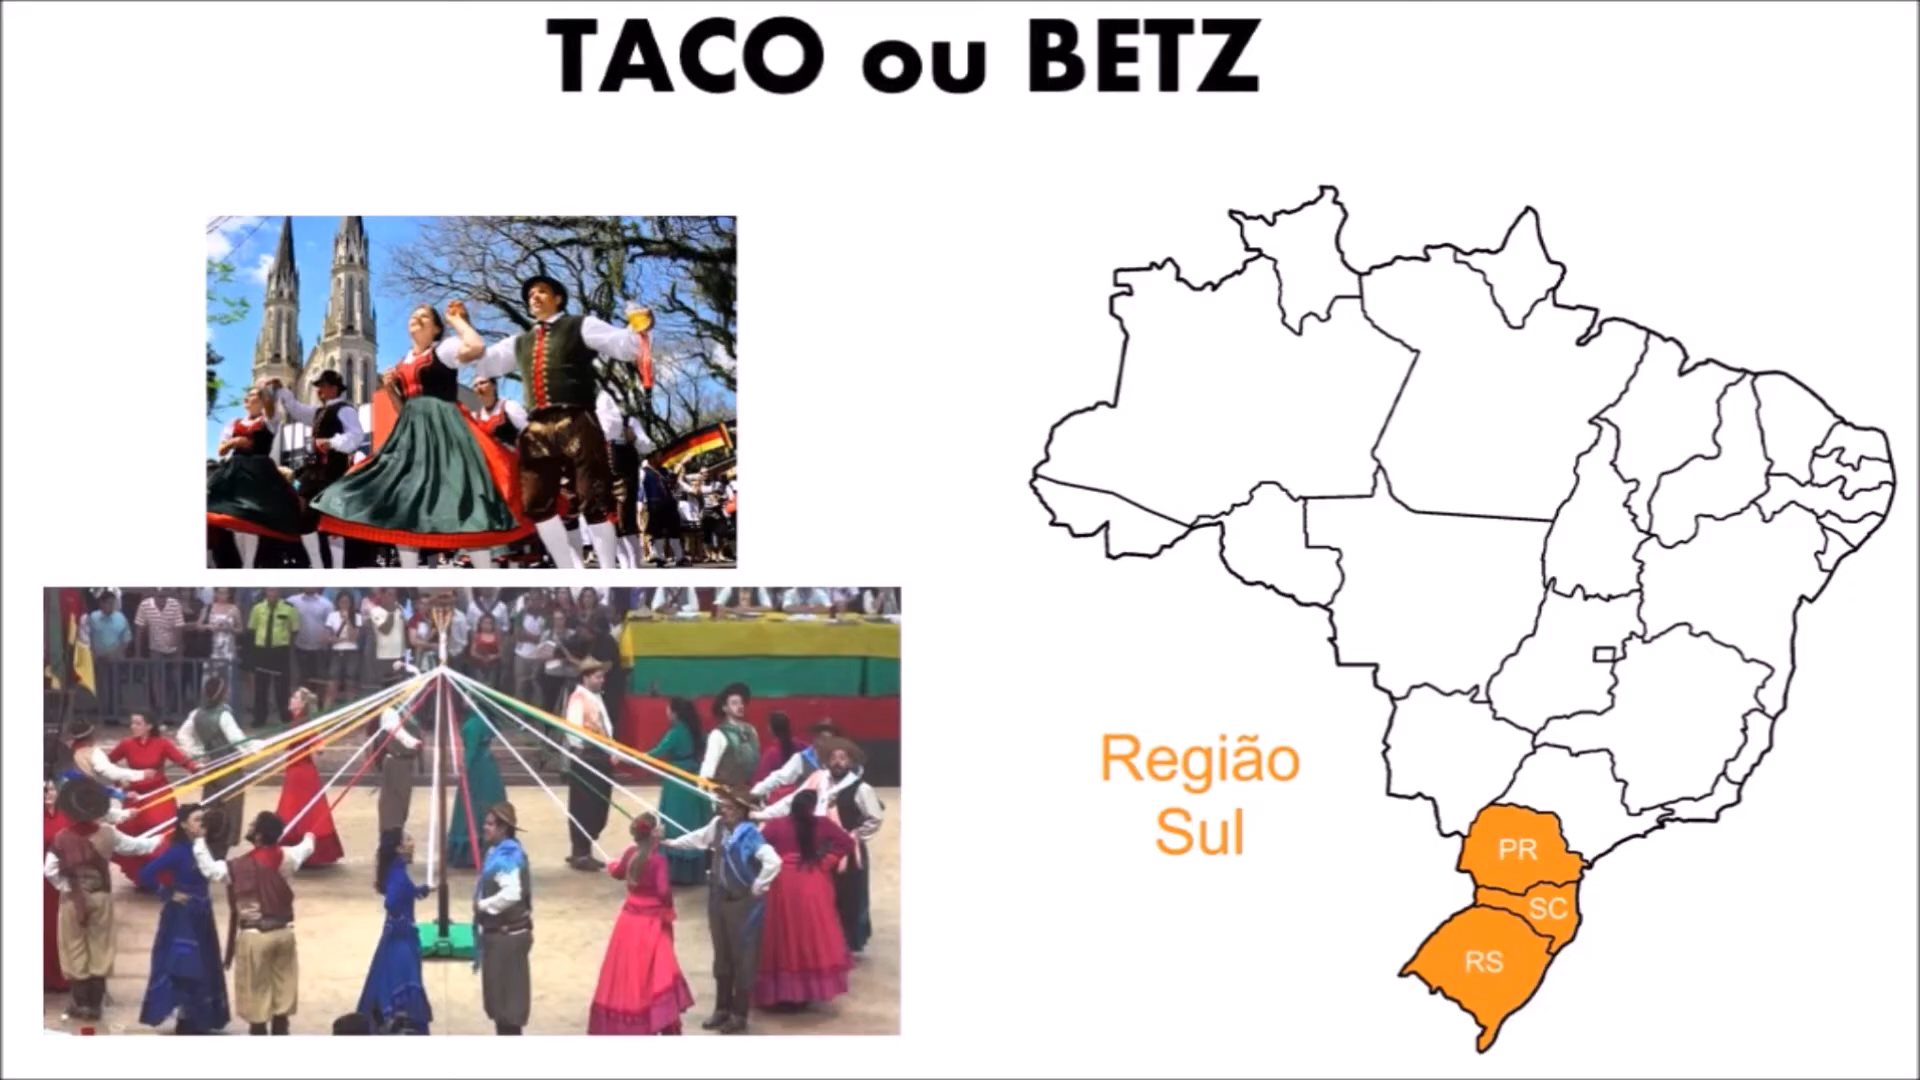 TACO ou BETZ
Região
Sul
PR
SC
RS